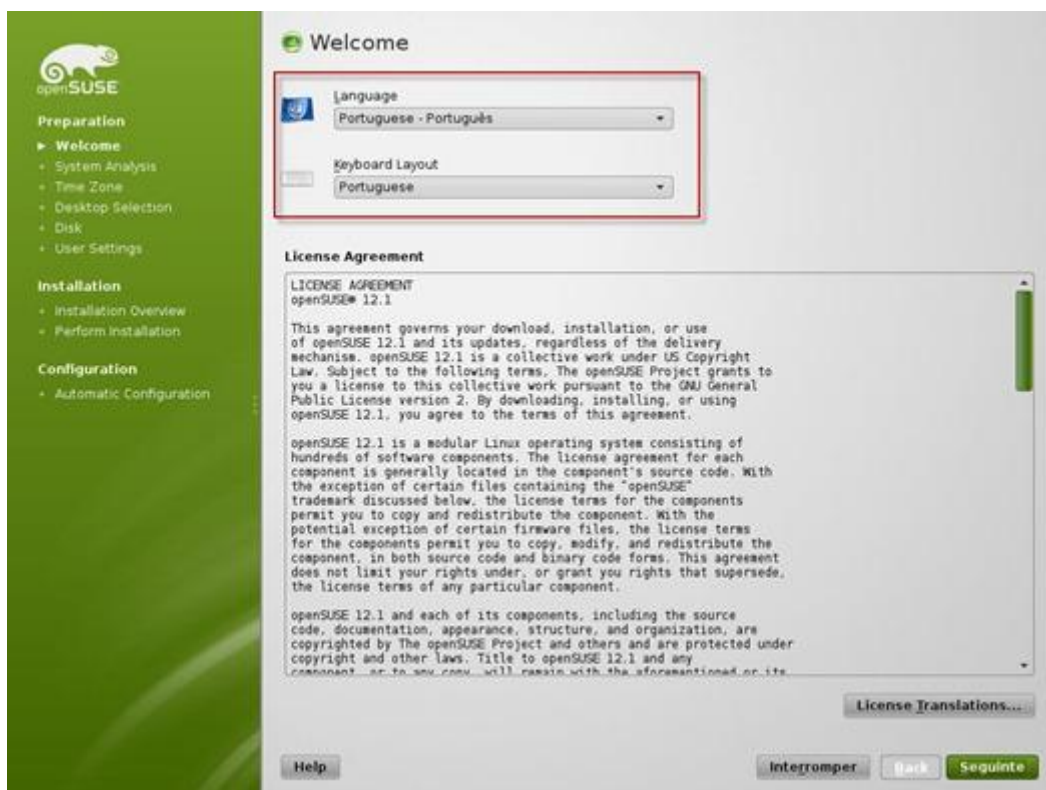 openSUSE
Preparation
Welcome
System Analysis
Time Zone
Desktop Selection
Disk
User Settings
Installation
Installation Overview
Perform Installation
Configuration
Automatic Configuration
Welcome
Language
Portuguese - Português
Keyboard Layout
Portuguese
License Agreement
LICENSE AGREEMENT
openSUSE® 12.1
This agreement governs your download, installation, or use
of openSUSE 12.1 and its updates, regardless of the delivery
mechanism. openSUSE 12.1 is a collective work under US Copyright
Law. Subject to the following terms, The openSUSE Project grants to
you a license to this collective work pursuant to the GNU General
Public License version 2. By downloading, installing, or using
openSUSE 12.1, you agree to the terms of this agreement.
openSUSE 12.1 is a modular Linux operating system consisting of
hundreds of software components. The license agreement for each
component is generally located in the component's source code. With
the exception of certain files containing the "openSUSE"
trademark discussed below, the license terms for the components
permit you to copy and redistribute the component. With the
potential exception of certain firmware files, the license terms
for the components permit you to copy, modify, and redistribute the
component, in both source code and binary code forms. This agreement
does not limit your rights under, or grant you rights that supersede,
the license terms of any particular component.
openSUSE 12.1 and each of its components, including the source
code, documentation, appearance, structure, and organization, are
copyrighted by The openSUSE Project and others and are protected under
copyright and other laws. Title to openSUSE 12.1 and any
component, or to any copy, will remain with the aforementioned or its
License Translations...
Help
Interromper
Back
Seguinte